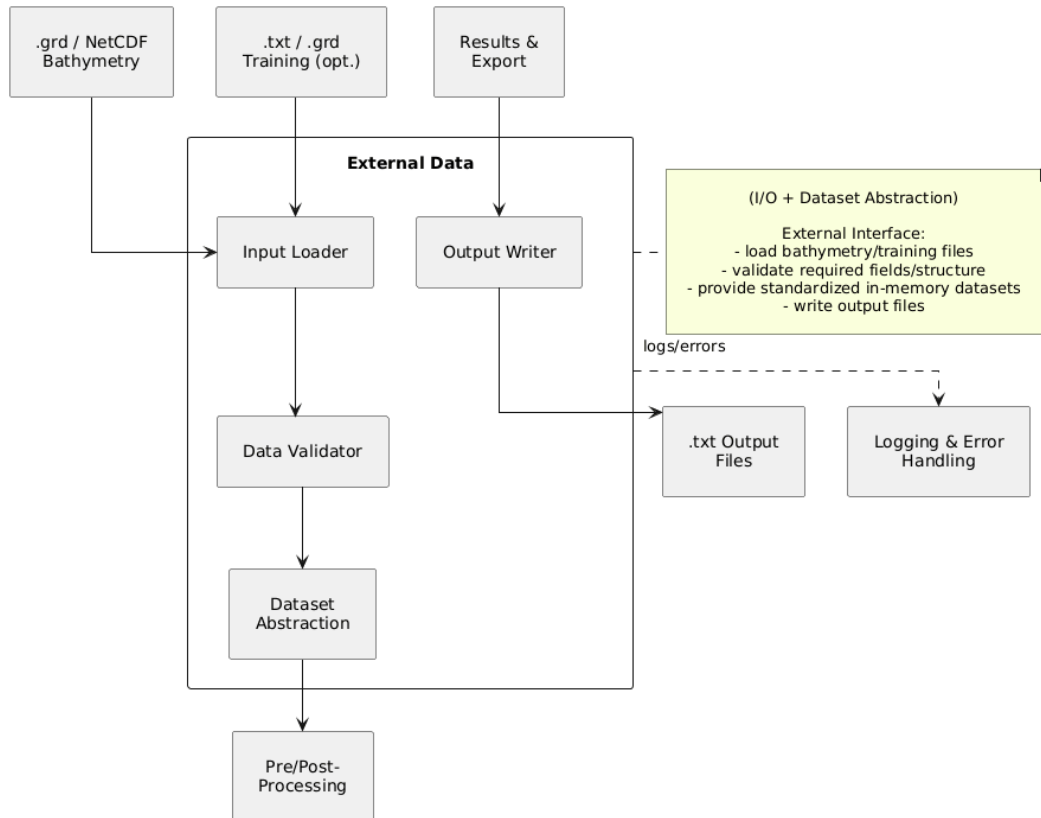 .grd / NetCDF
Bathymetry
.txt / .grd
Training (opt.)
Results &
Export
External Data
Input Loader
Output Writer
(I/O + Dataset Abstraction)
External Interface:
- load bathymetry/training files
- validate required fields/structure
- provide standardized in-memory datasets
- write output files
logs/errors
Data Validator
.txt Output
Files
Logging & Error
Handling
Dataset
Abstraction
Pre/Post-
Processing